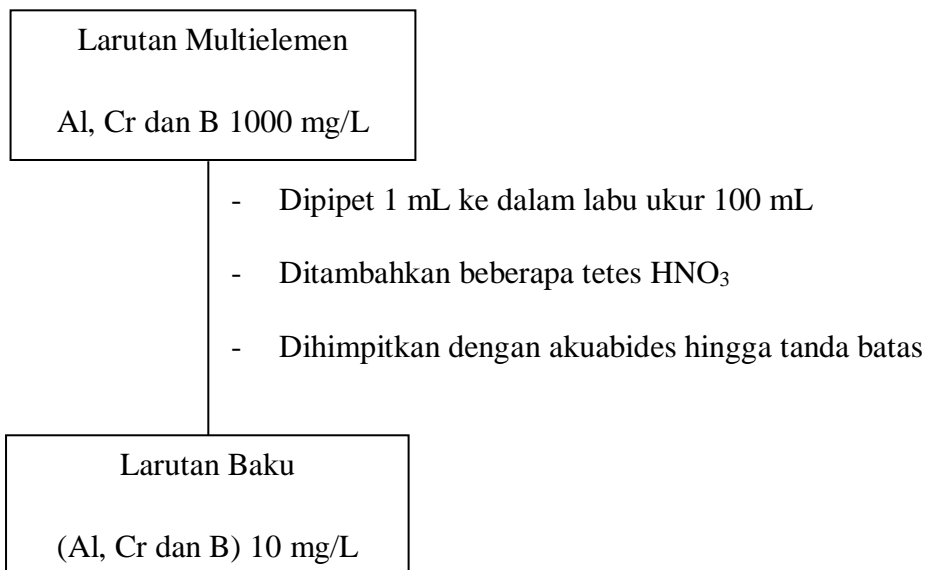 Larutan Multielemen
Al, Cr dan B 1000 mg/L
- Dipipet 1 mL ke dalam labu ukur 100 mL
- Ditambahkan beberapa tetes HNO₃
- Dihimpitkan dengan akuabides hingga tanda batas
Larutan Baku
(Al, Cr dan B) 10 mg/L